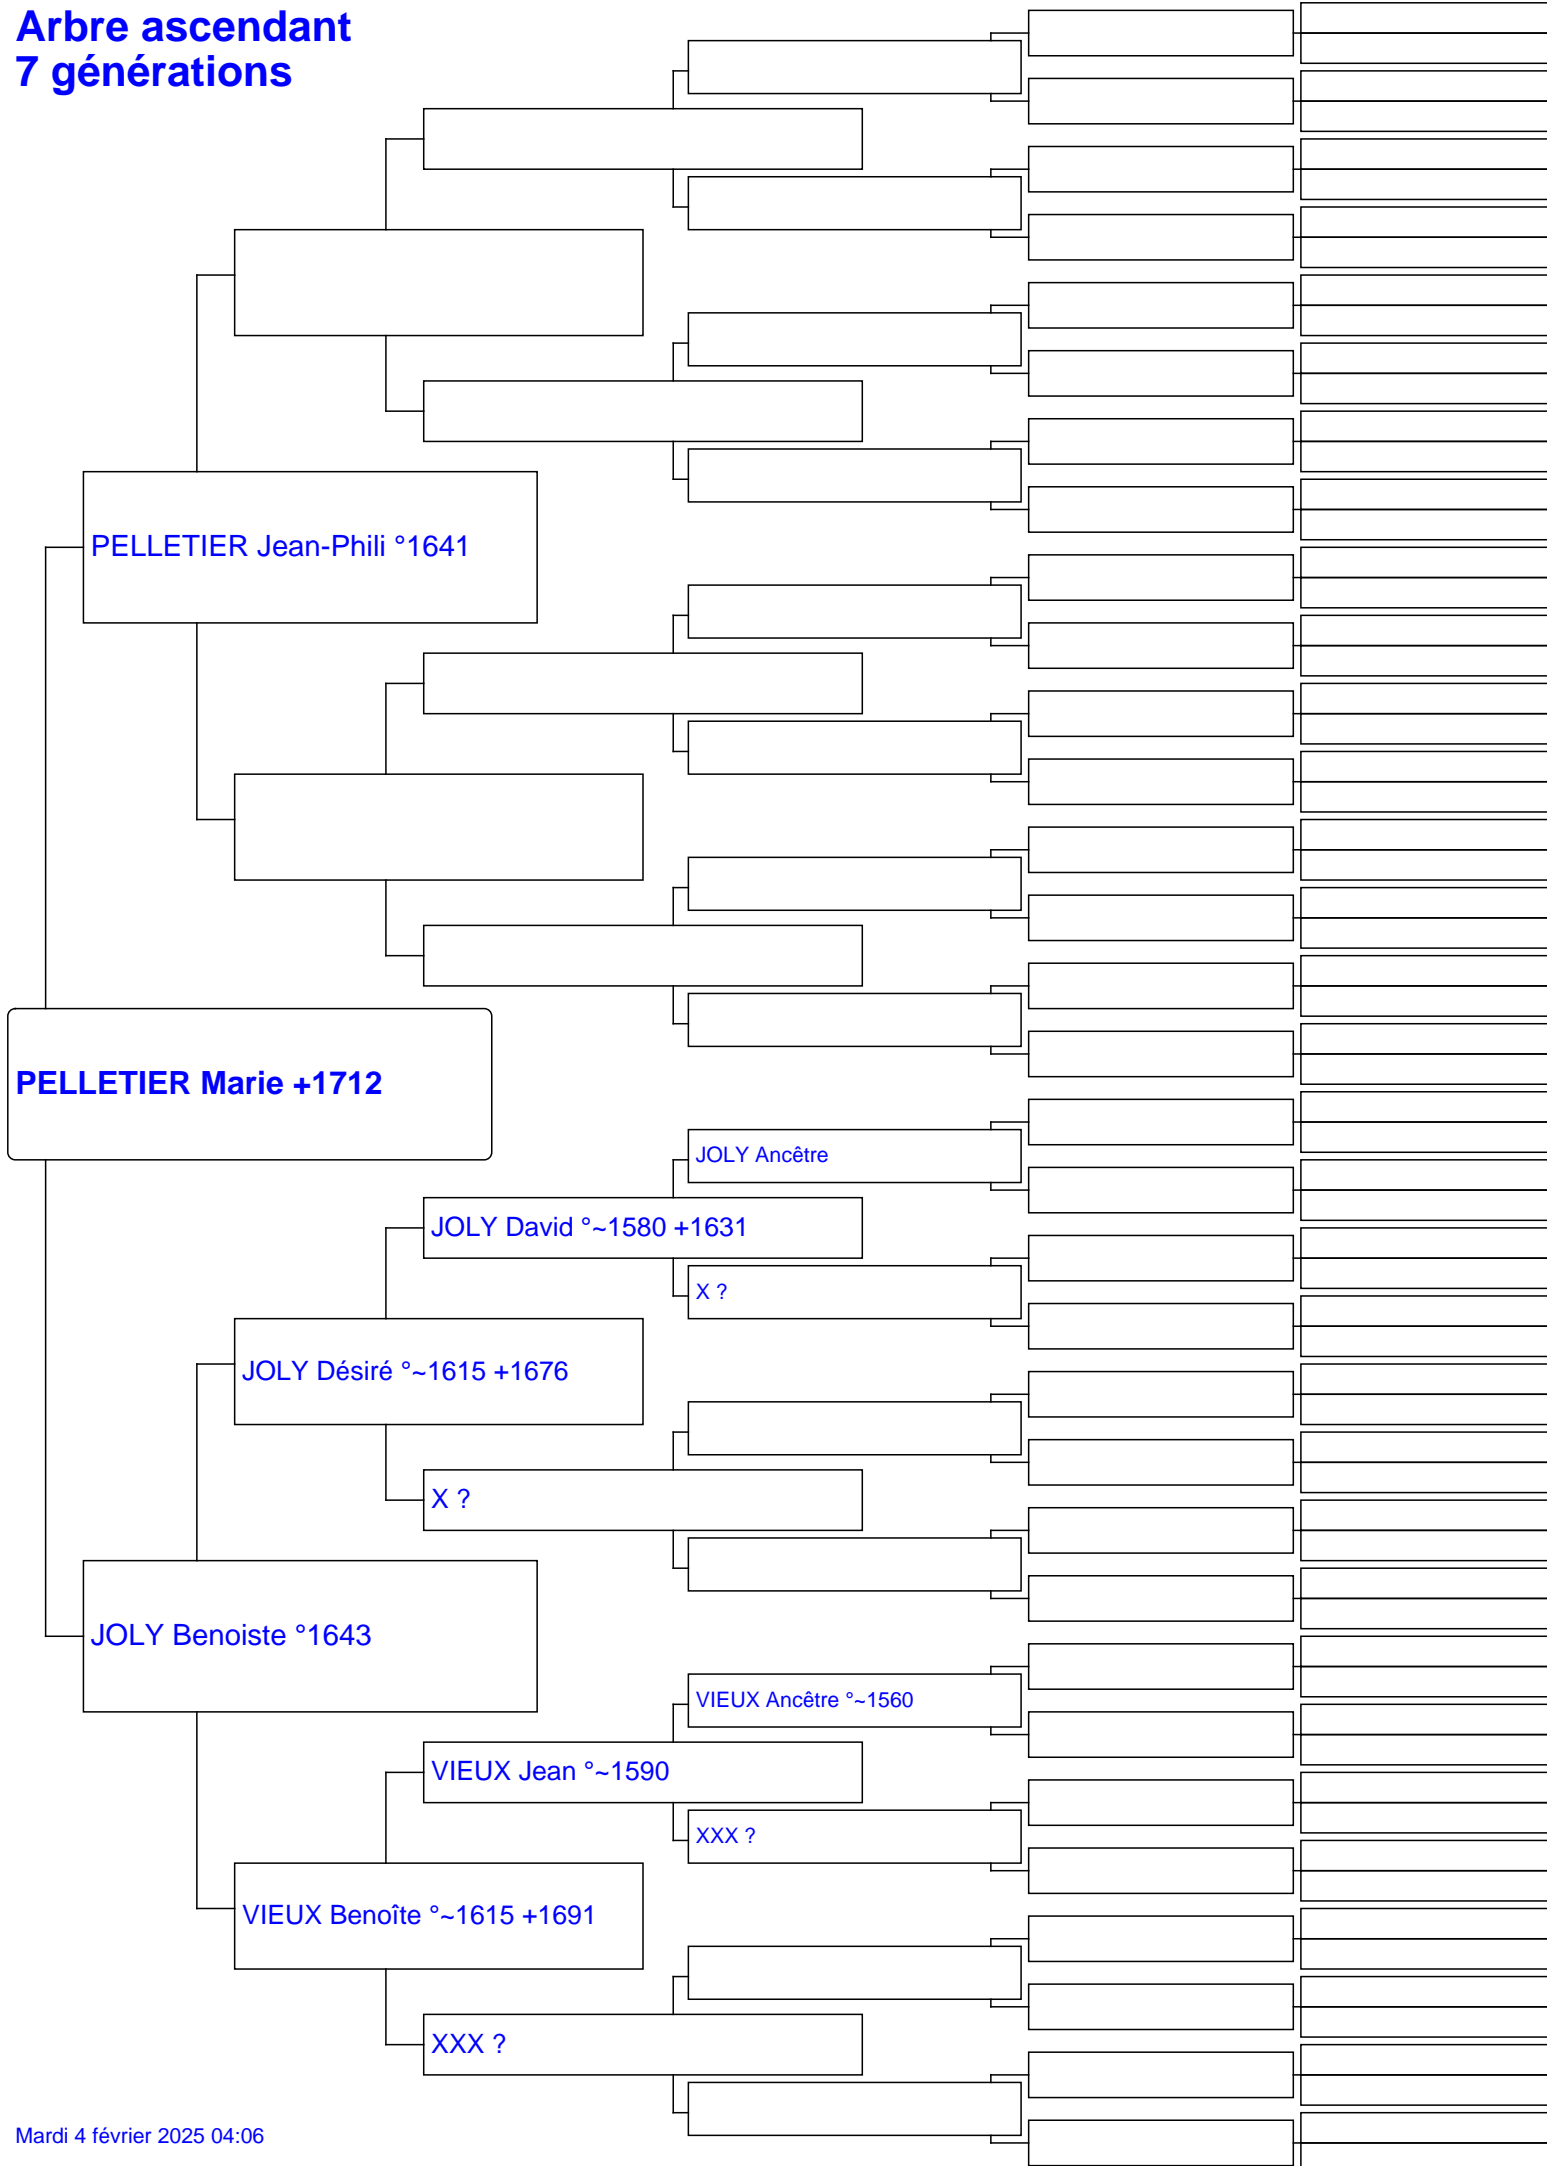 Arbre ascendant
7 générations
PELLETIER Jean-Phili °1641
PELLETIER Marie +1712
JOLY Ancêtre
JOLY David °~1580 +1631
X ?
JOLY Désiré °~1615 +1676
X ?
JOLY Benoiste °1643
VIEUX Ancêtre °~1560
VIEUX Jean °~1590
XXX ?
VIEUX Benoîte °~1615 +1691
XXX ?
Mardi 4 février 2025 04:06